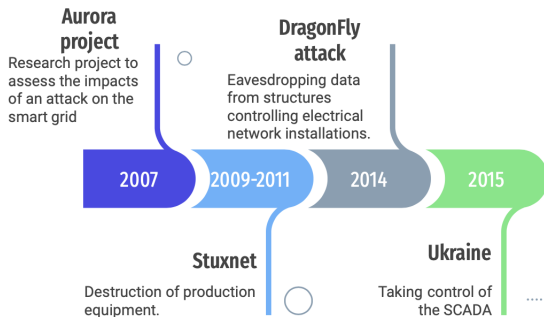 Aurora
project
Research project to
assess the impacts
of an attack on the
smart grid
DragonFly
attack
Eavesdropping data
from structures
controlling electrical
network installations.
2007
2009-2011
2014
2015
Stuxnet
Destruction of production
equipment.
Ukraine
Taking control of
the SCADA